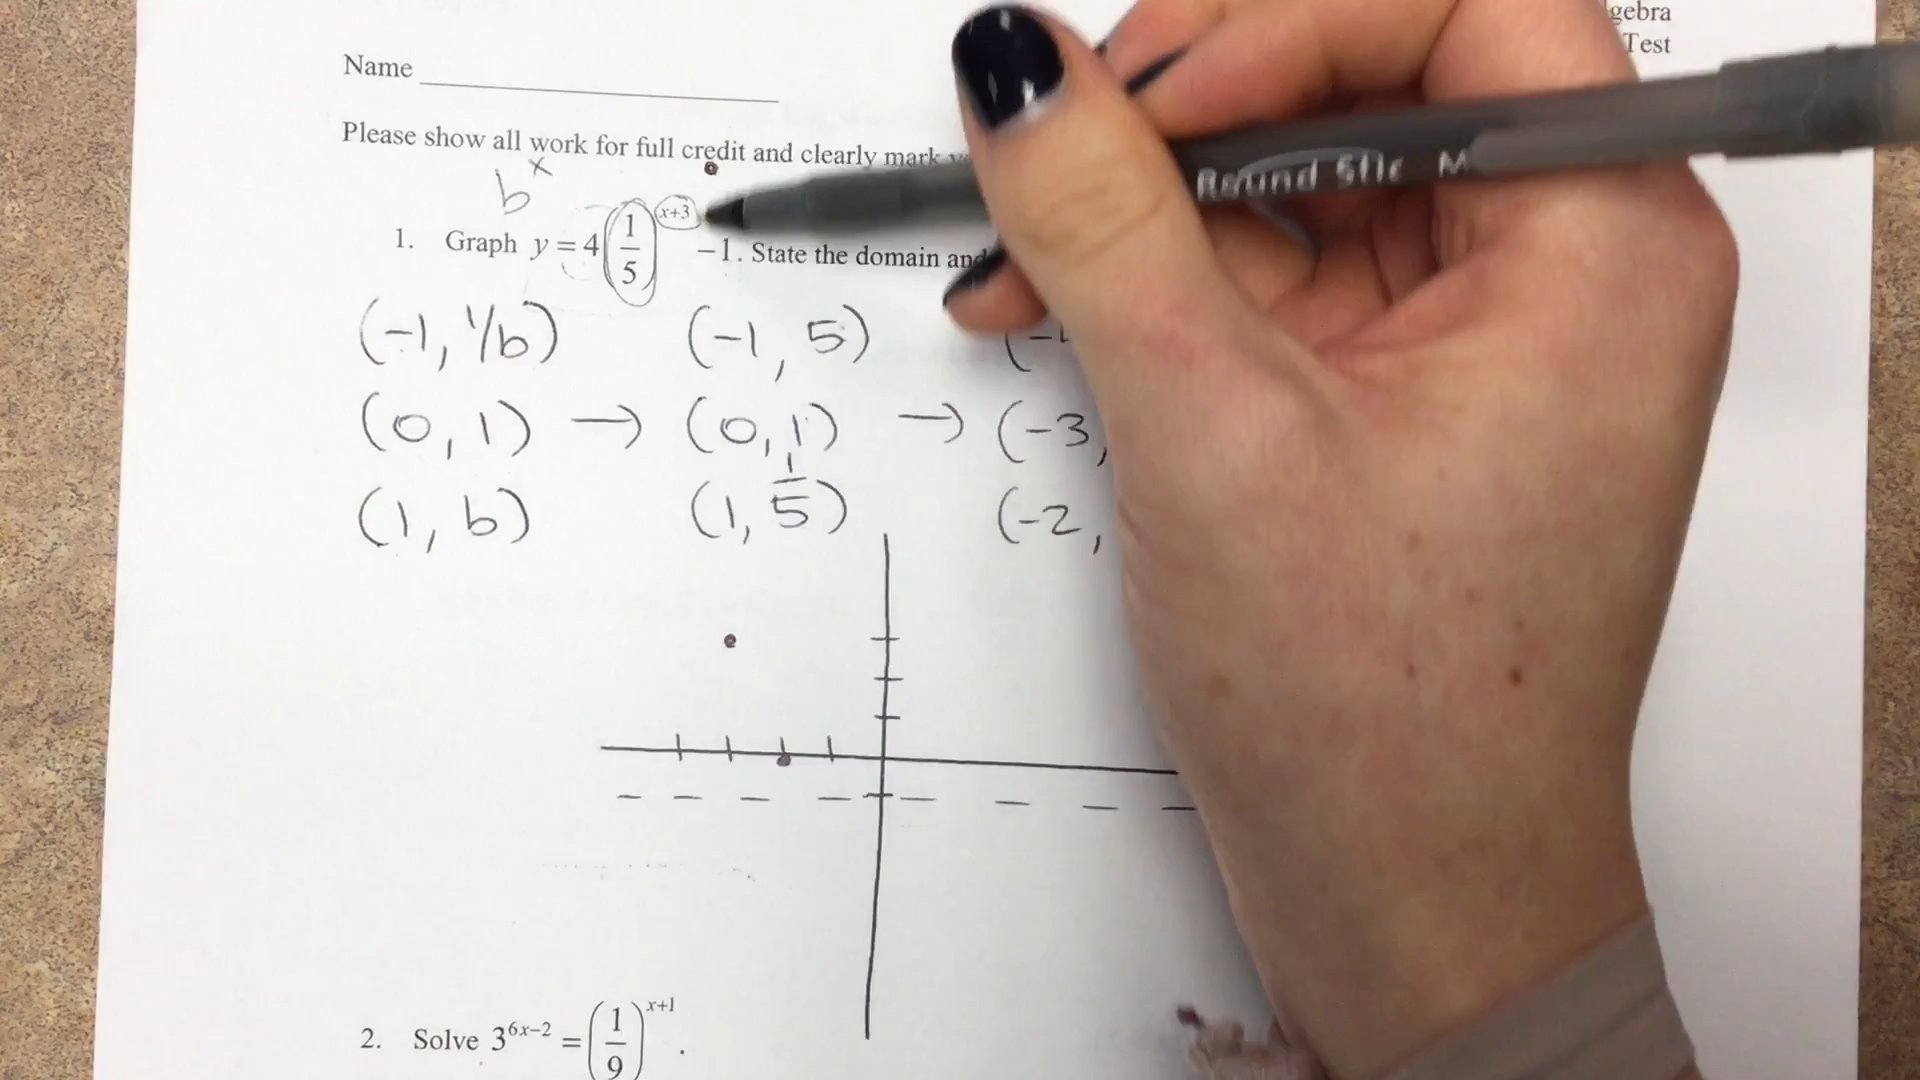 gebra
Test
Name
Please show all work for full credit and clearly mark
b^x
1. Graph y = 4(1/5)^(x+3) − 1. State the domain and
(-1, 1/b) (-1, 5) (-4
(0, 1) → (0, 1) → (-3,
(1, b) (1, 1/5) (-2,
2. Solve 3^(6x−2) = (1/9)^(x+1).
Round Stic M